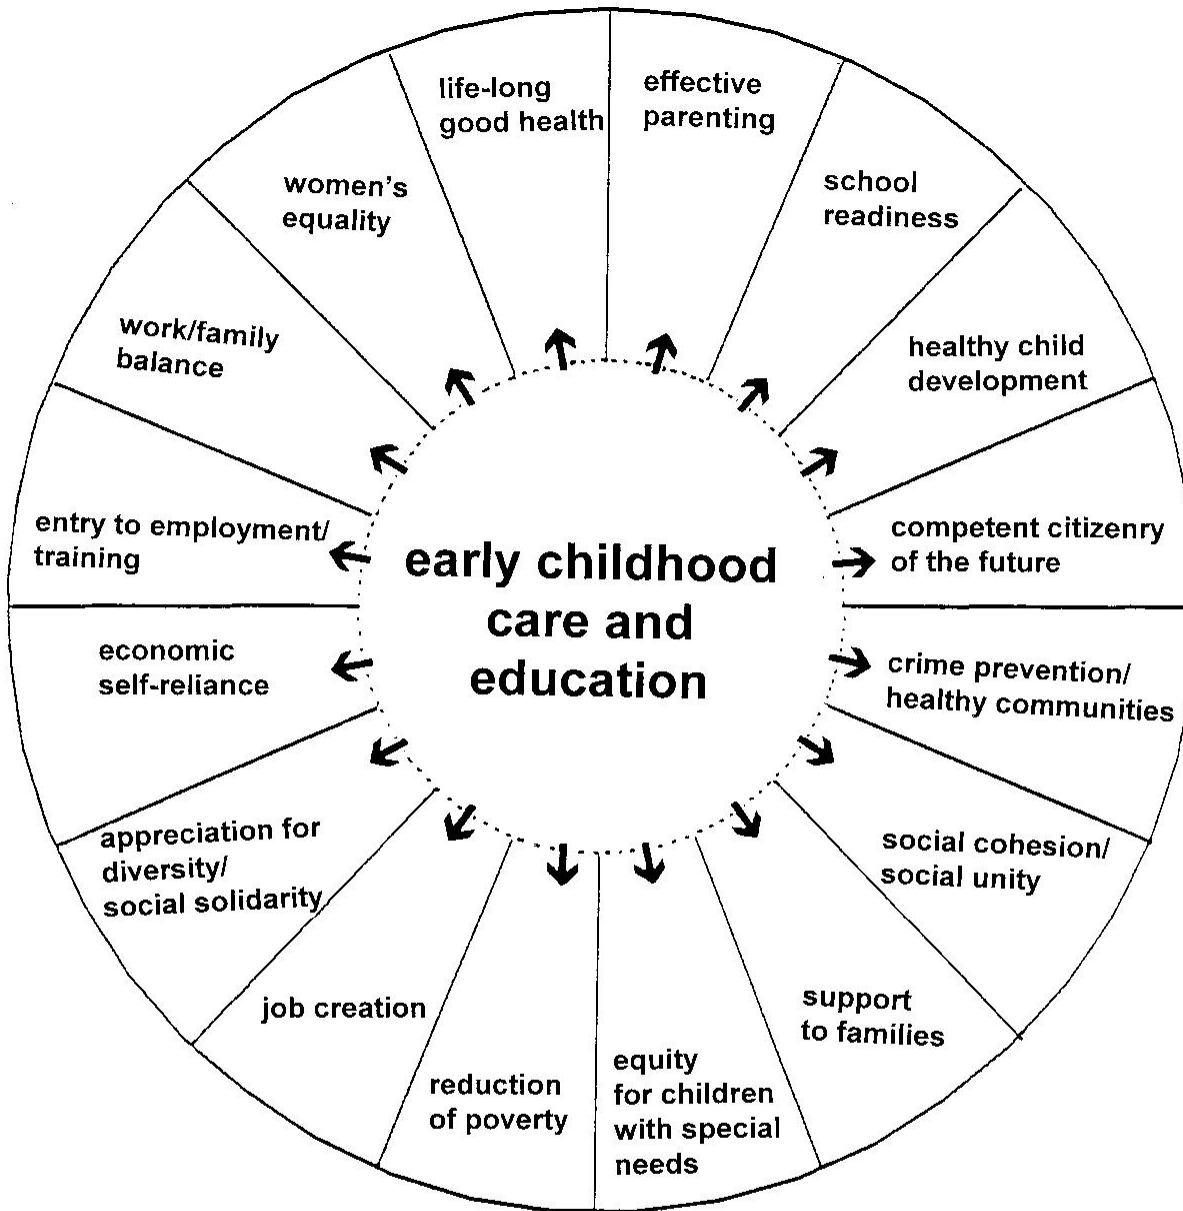 life-long
good health
effective
parenting
school
readiness
healthy child
development
competent citizenry
of the future
crime prevention/
healthy communities
social cohesion/
social unity
support
to families
equity
for children
with special
needs
reduction
of poverty
job creation
appreciation for
diversity/
social solidarity
economic
self-reliance
entry to employment/
training
work/family
balance
women's
equality
early childhood
care and
education